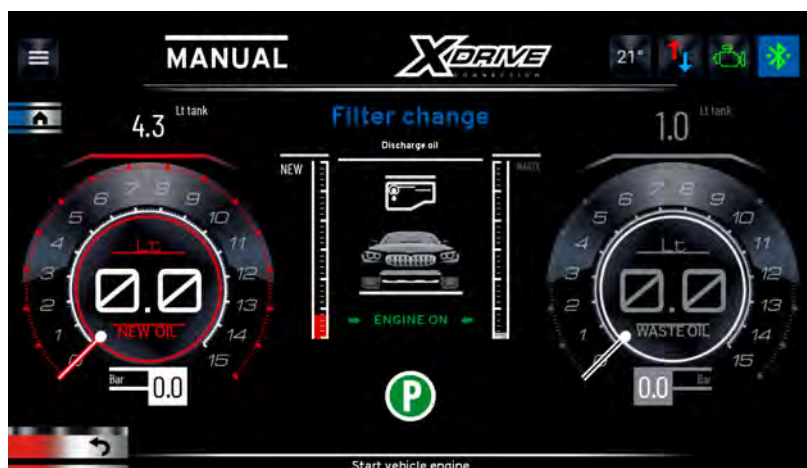 MANUAL
XDRIVE
CONNECTION
21°
4.3 Lt tank
Filter change
Discharge oil
1.0 Lt tank
NEW
WASTE
0 1 2 3 4 5 6 7 8 9 10 11 12 13 14 15
Lt
0.0
NEW OIL
Bar
0.0
ENGINE ON
P
0 1 2 3 4 5 6 7 8 9 10 11 12 13 14 15
Lt
0.0
WASTE OIL
0.0
Bar
Start vehicle engine